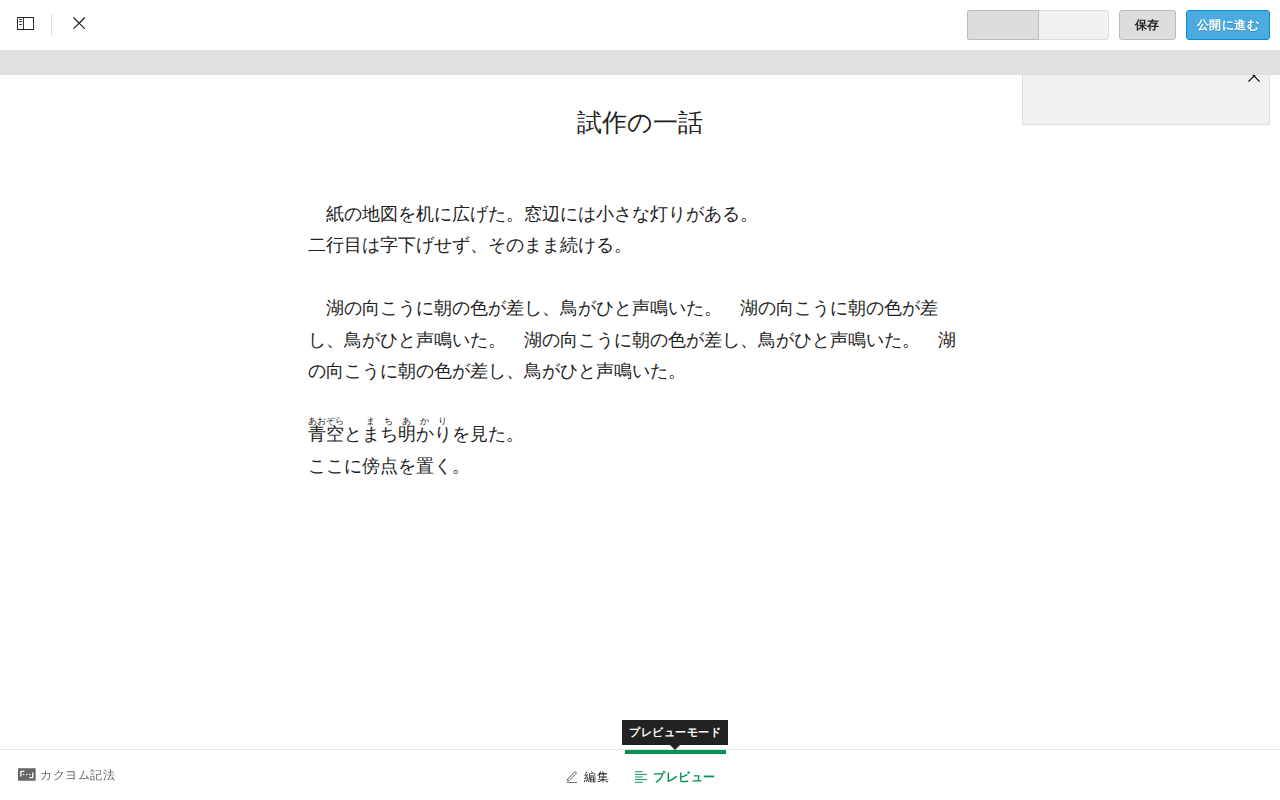 保存
公開に進む
試作の一話
　紙の地図を机に広げた。窓辺には小さな灯りがある。
二行目は字下げせず、そのまま続ける。
　湖の向こうに朝の色が差し、鳥がひと声鳴いた。　湖の向こうに朝の色が差
し、鳥がひと声鳴いた。　湖の向こうに朝の色が差し、鳥がひと声鳴いた。　湖
の向こうに朝の色が差し、鳥がひと声鳴いた。
あおぞら　まちあかり
青空とまち明かりを見た。
ここに傍点を置く。
プレビューモード
カクヨム記法
編集
プレビュー